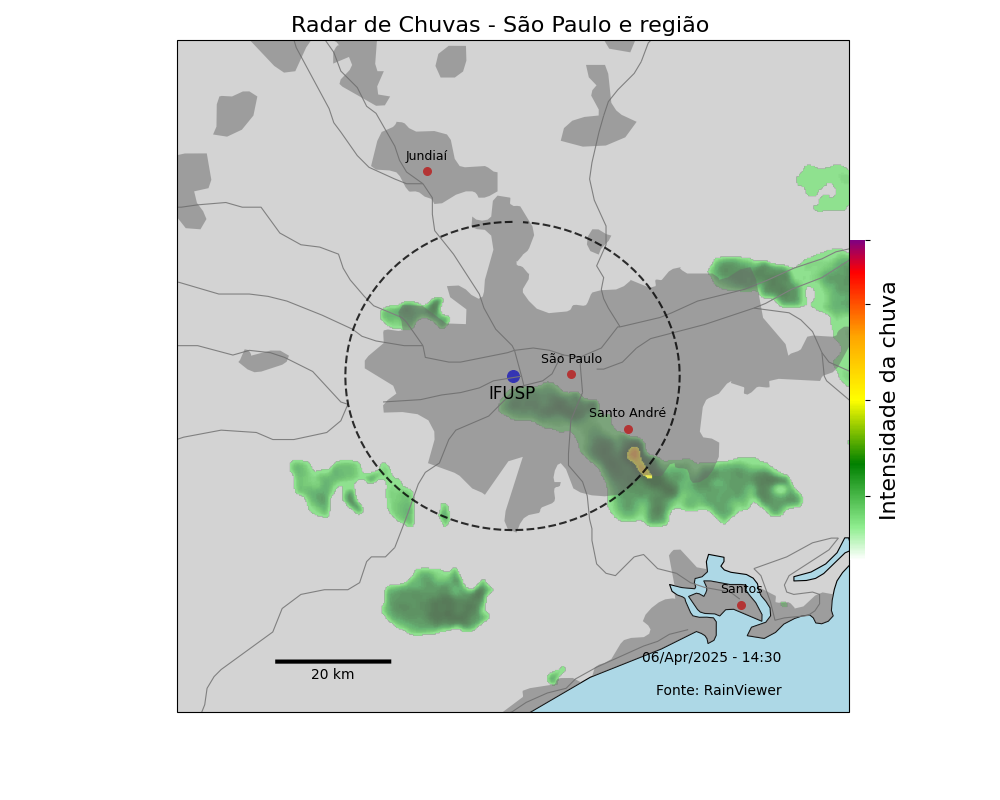 Radar de Chuvas - São Paulo e região
Jundiaí
São Paulo
IFUSP
Santo André
Intensidade da chuva
Santos
06/Apr/2025 - 14:30
20 km
Fonte: RainViewer